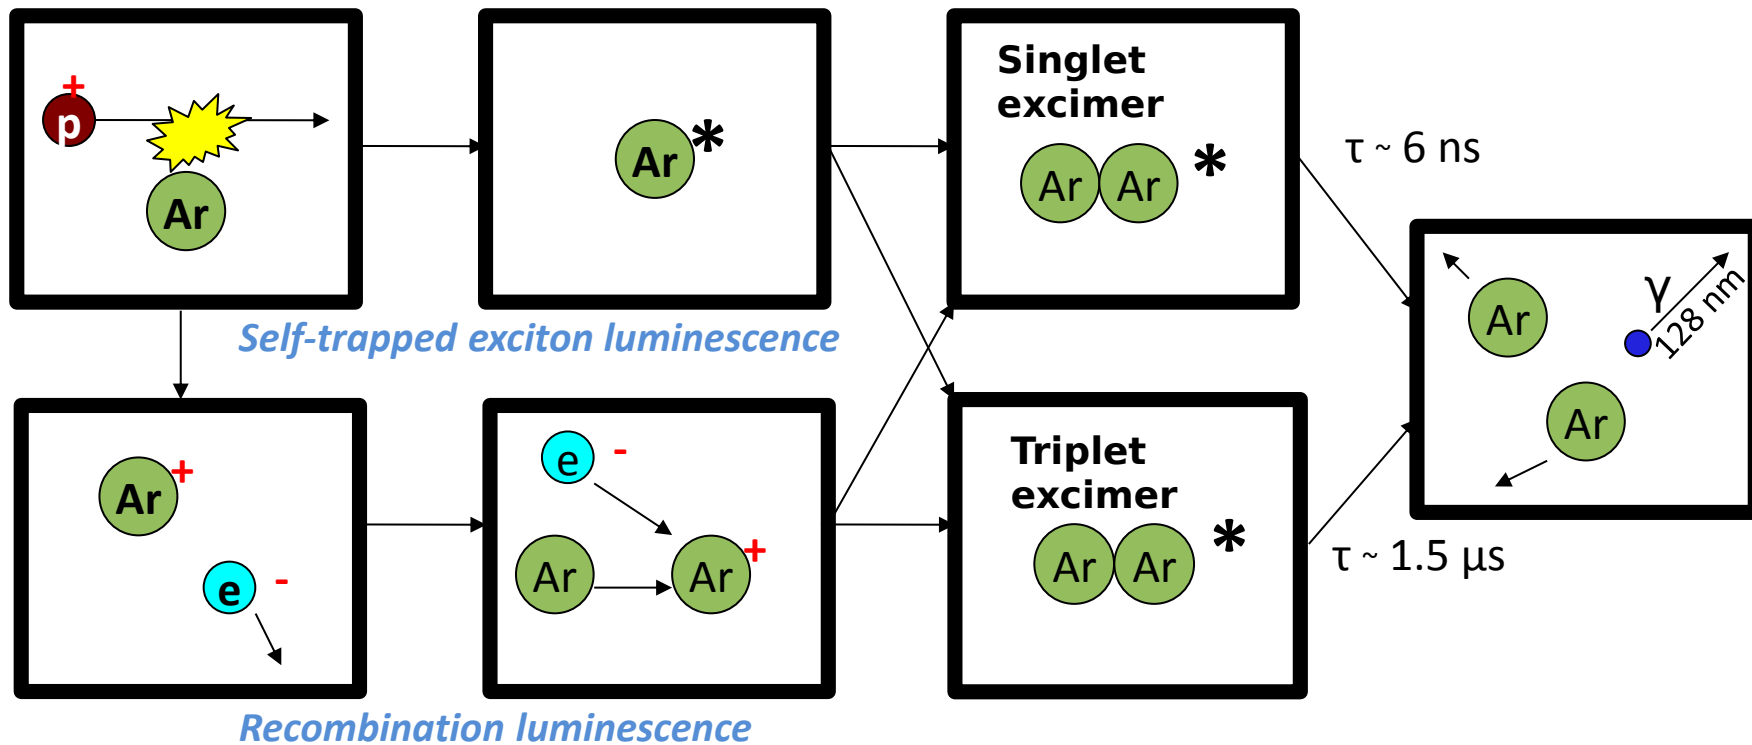 +
p
Ar
Ar*
Singlet
excimer
Ar Ar *
τ ~ 6 ns
Self-trapped exciton luminescence
Ar
γ
128 nm
Ar
Ar +
e -
e -
Ar
Ar +
Triplet
excimer
Ar Ar *
τ ~ 1.5 μs
Recombination luminescence